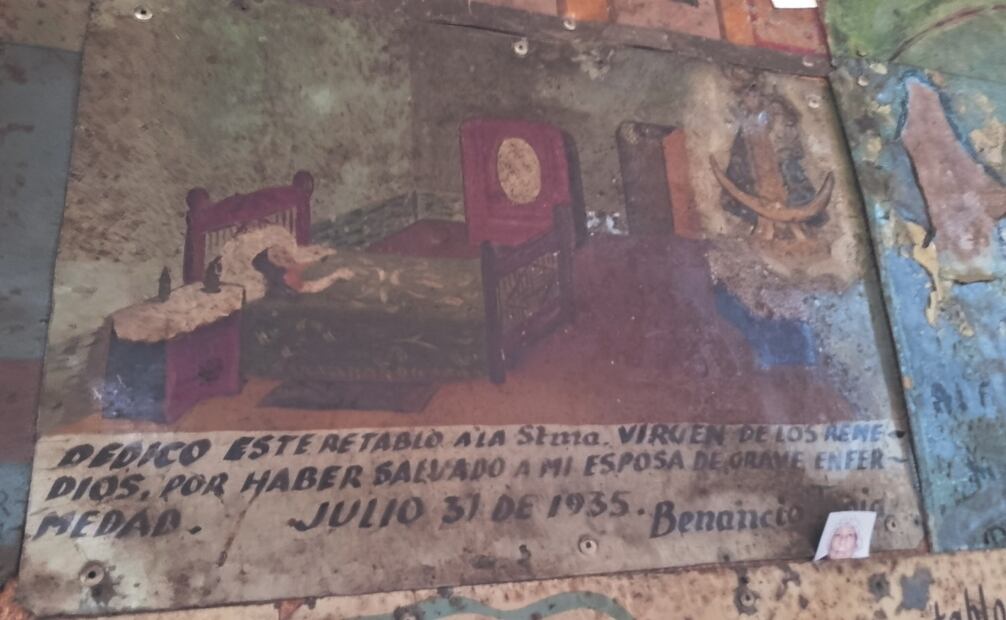 DEDICO ESTE RETABLO A LA Stma. VIRGEN DE LOS REME-
DIOS. POR HABER SALVADO A MI ESPOSA DE GRAVE ENFER-
MEDAD. JULIO 31 DE 1935. Benancio
tablo